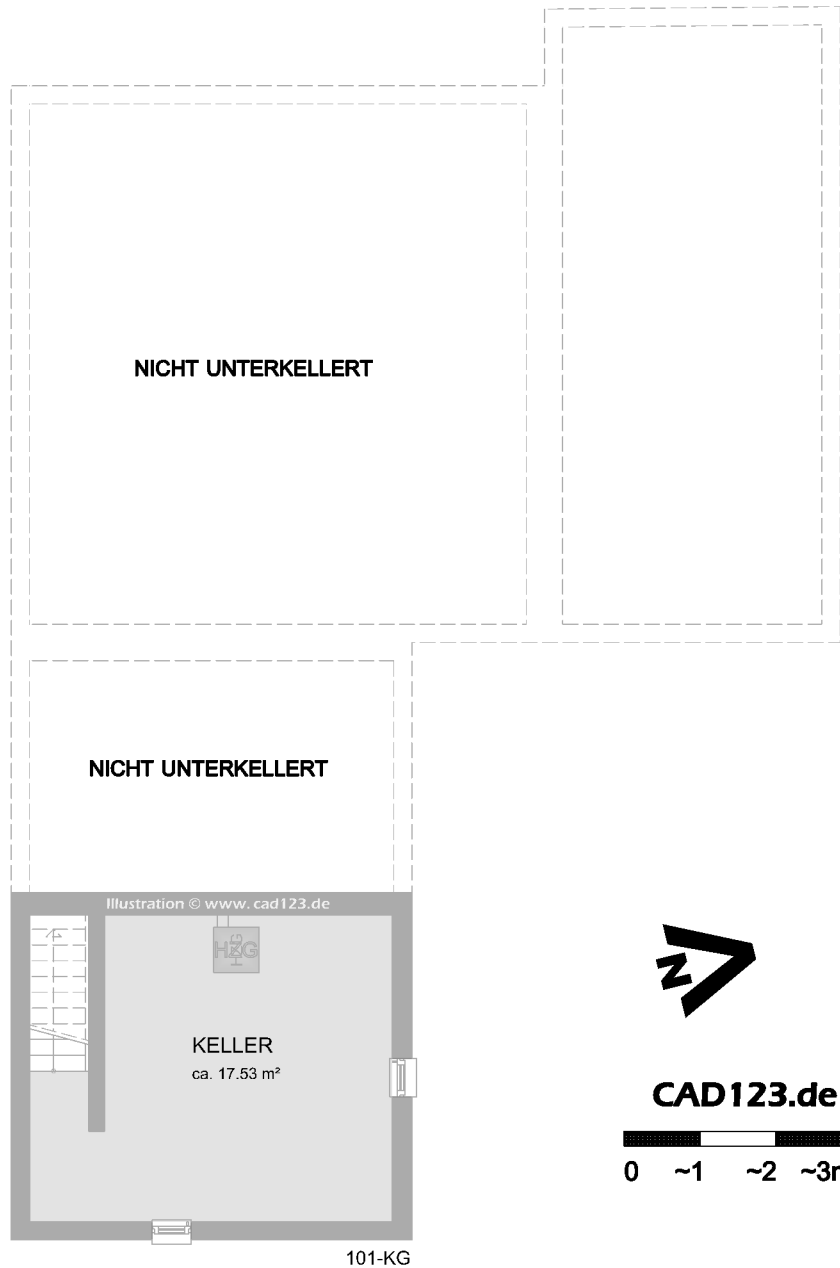 NICHT UNTERKELLERT
NICHT UNTERKELLERT
Illustration © www. cad123.de
HZG
KELLER
ca. 17.53 m²
N
CAD123.de
0 ~1 ~2 ~3m
101-KG